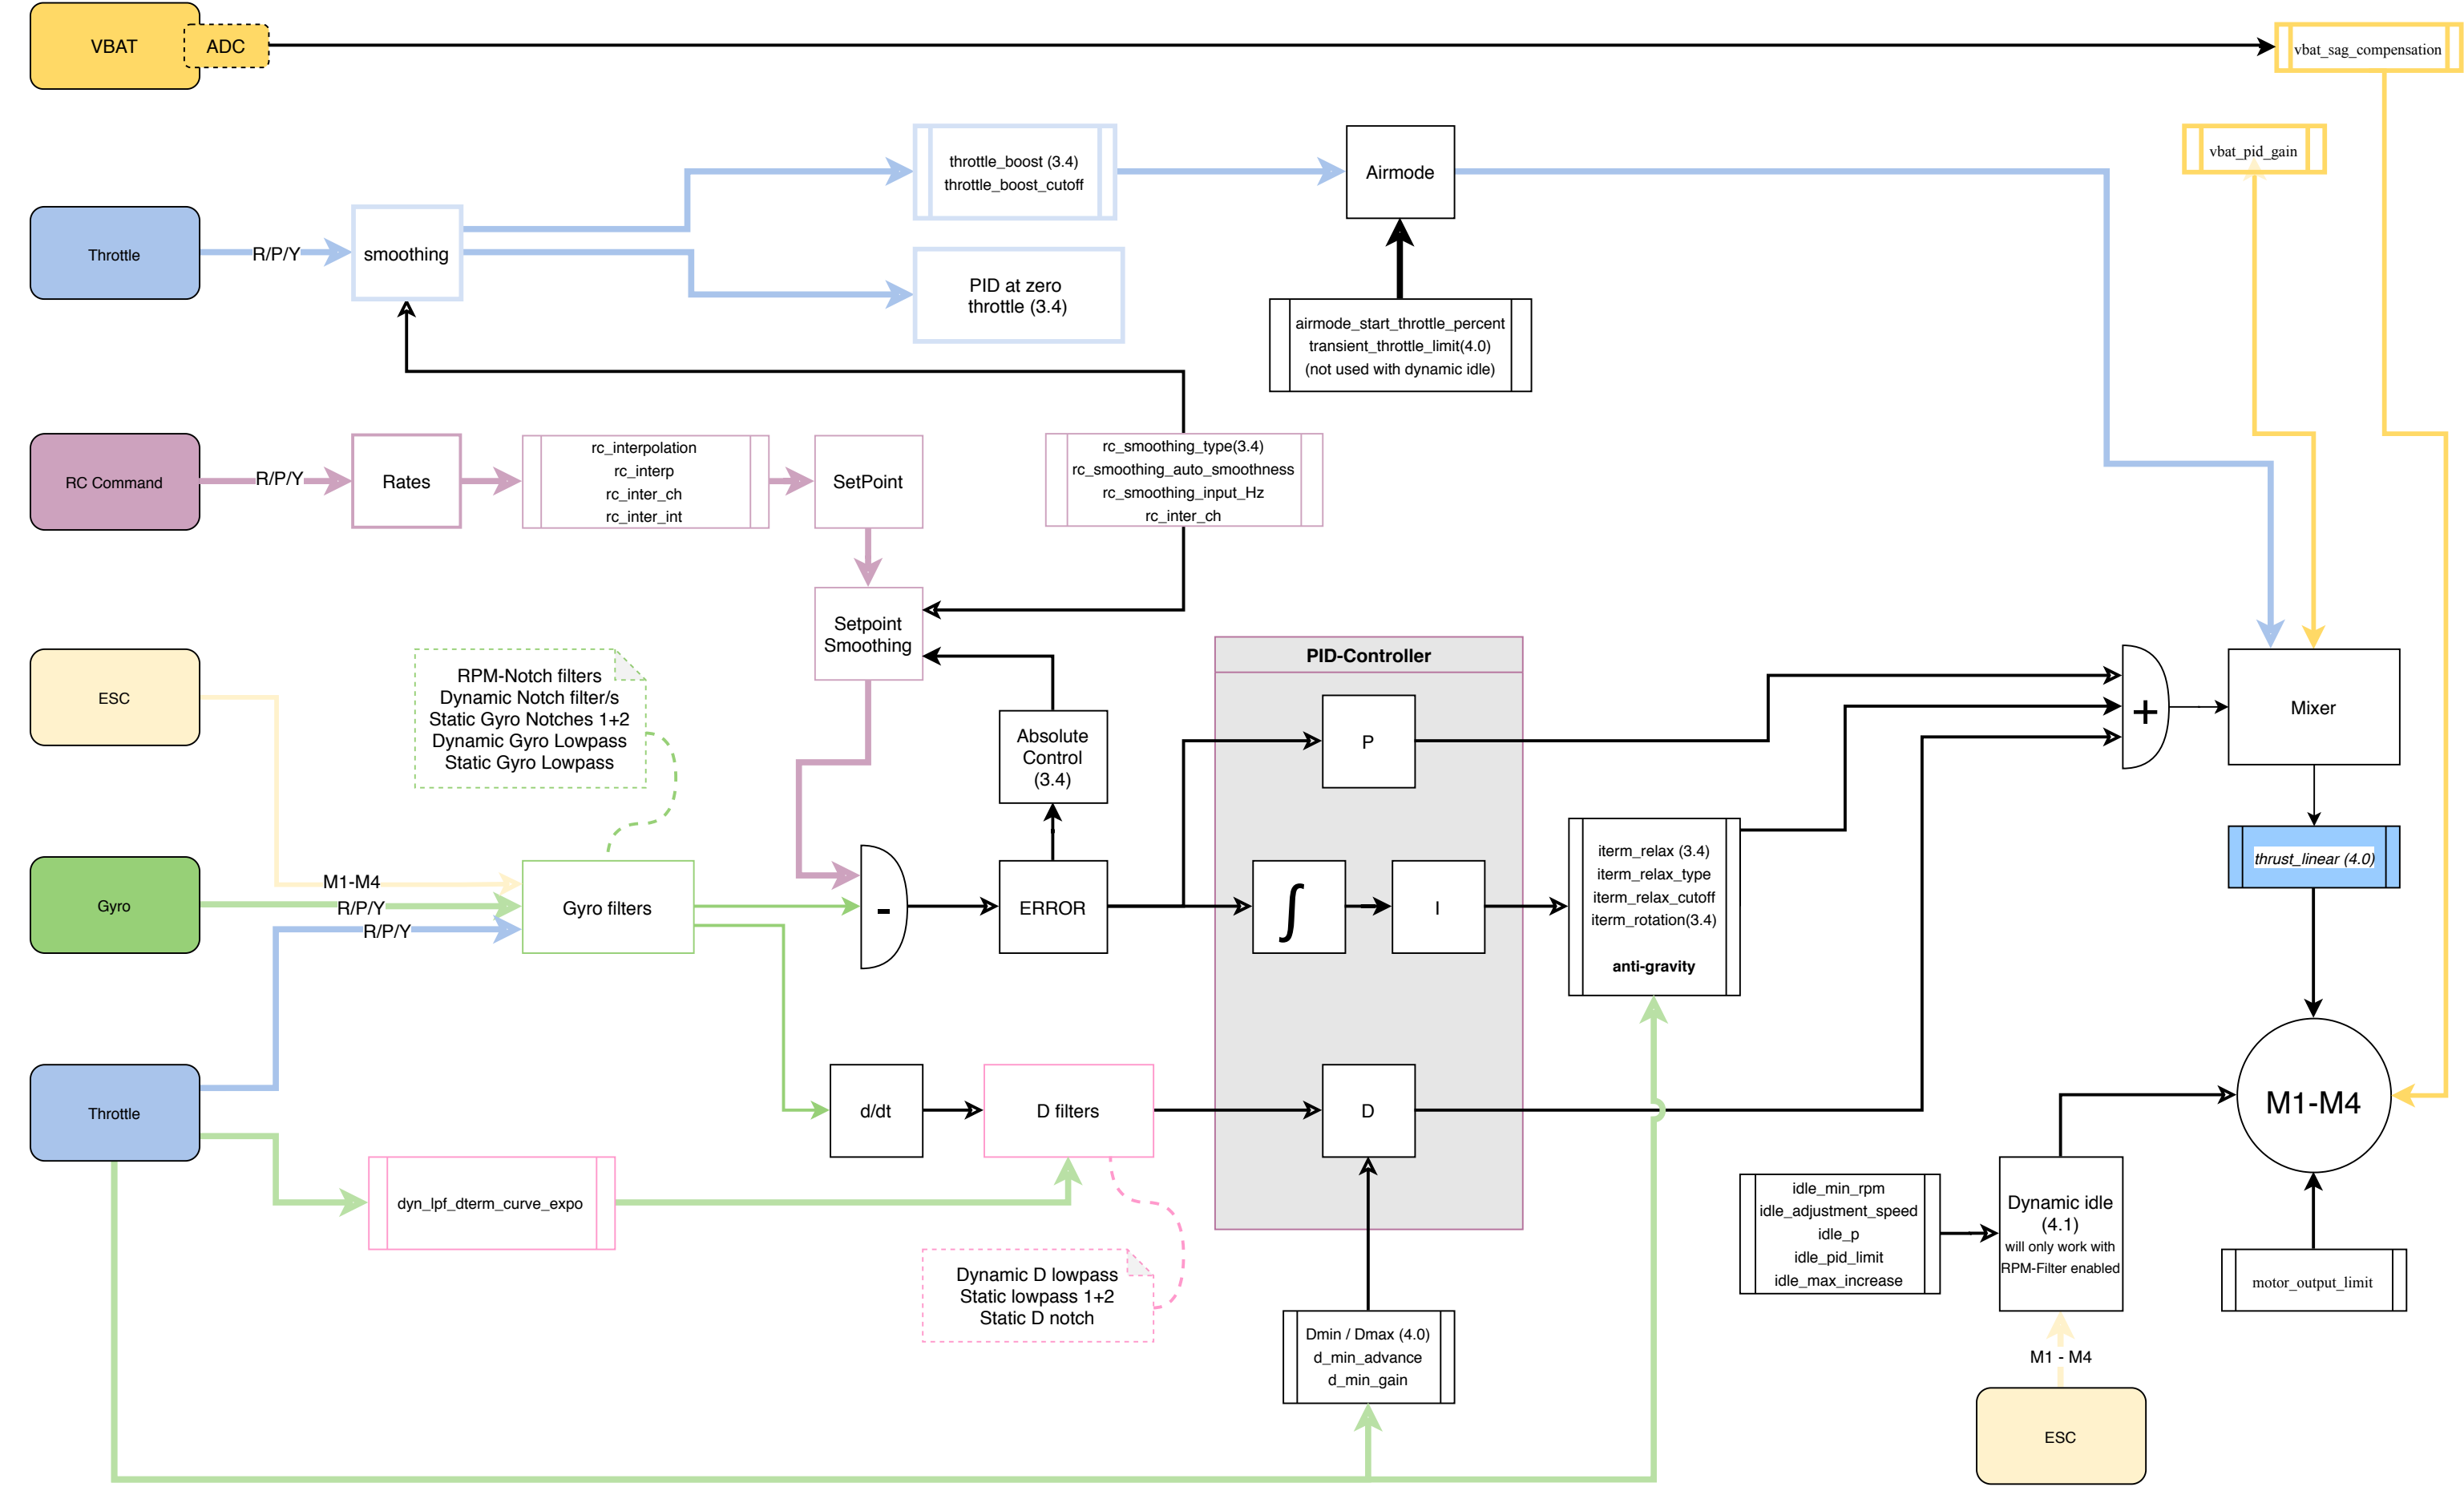 VBAT
ADC
vbat_sag_compensation
throttle_boost (3.4)
throttle_boost_cutoff
Airmode
vbat_pid_gain
Throttle
R/P/Y
smoothing
PID at zero
throttle (3.4)
airmode_start_throttle_percent
transient_throttle_limit(4.0)
(not used with dynamic idle)
RC Command
R/P/Y
Rates
rc_interpolation
rc_interp
rc_inter_ch
rc_inter_int
SetPoint
rc_smoothing_type(3.4)
rc_smoothing_auto_smoothness
rc_smoothing_input_Hz
rc_inter_ch
Setpoint
Smoothing
ESC
RPM-Notch filters
Dynamic Notch filter/s
Static Gyro Notches 1+2
Dynamic Gyro Lowpass
Static Gyro Lowpass
Absolute
Control
(3.4)
PID-Controller
P
+
Mixer
thrust_linear (4.0)
Gyro
M1-M4
R/P/Y
R/P/Y
Gyro filters
-
ERROR
∫
I
iterm_relax (3.4)
iterm_relax_type
iterm_relax_cutoff
iterm_rotation(3.4)
anti-gravity
Throttle
d/dt
D filters
D
M1-M4
dyn_lpf_dterm_curve_expo
Dynamic D lowpass
Static lowpass 1+2
Static D notch
Dmin / Dmax (4.0)
d_min_advance
d_min_gain
idle_min_rpm
idle_adjustment_speed
idle_p
idle_pid_limit
idle_max_increase
Dynamic idle
(4.1)
will only work with
RPM-Filter enabled
motor_output_limit
M1 - M4
ESC